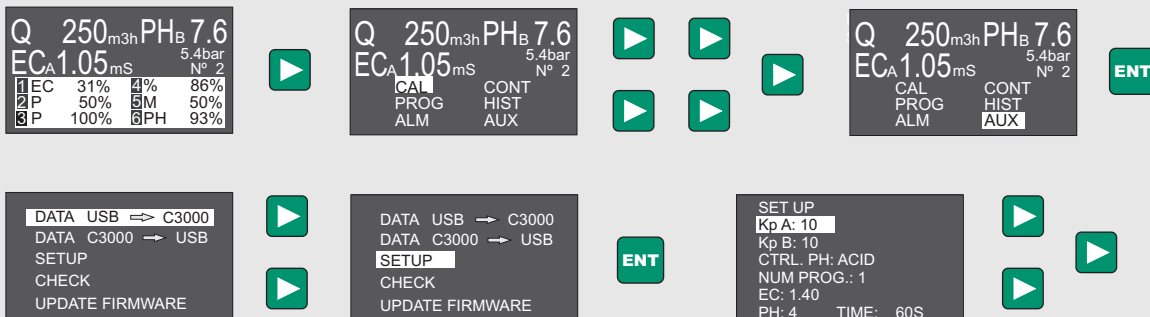 Q 250m3h PHB 7.6
ECA 1.05mS 5.4bar
Nº 2
1 EC 31% 4 % 86%
2 P 50% 5 M 50%
3 P 100% 6 PH 93%
Q 250m3h PHB 7.6
ECA 1.05mS 5.4bar
Nº 2
CAL CONT
PROG HIST
ALM AUX
Q 250m3h PHB 7.6
ECA 1.05mS 5.4bar
Nº 2
CAL CONT
PROG HIST
ALM AUX
ENT
DATA USB ⇨ C3000
DATA C3000 → USB
SETUP
CHECK
UPDATE FIRMWARE
DATA USB → C3000
DATA C3000 → USB
SETUP
CHECK
UPDATE FIRMWARE
ENT
SET UP
Kp A: 10
Kp B: 10
CTRL. PH: ACID
NUM PROG.: 1
EC: 1.40
PH: 4 TIME: 60S